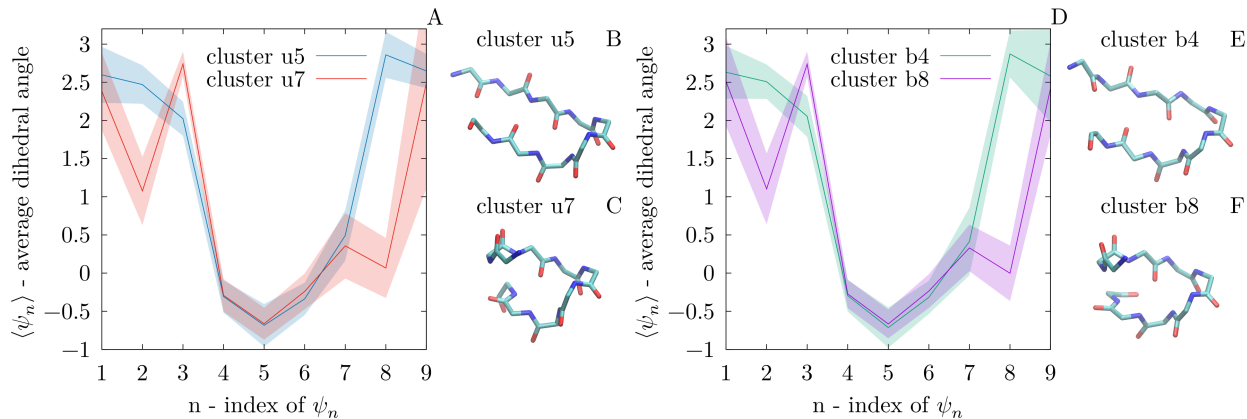 A
cluster u5
cluster u7
2.5
2
1.5
1
0.5
0
−0.5
−1
1 2 3 4 5 6 7 8 9
n - index of ψₙ
⟨ψₙ⟩ - average dihedral angle
cluster u5 B
cluster u7 C
D
cluster b4
cluster b8
2.5
2
1.5
1
0.5
0
−0.5
−1
1 2 3 4 5 6 7 8 9
n - index of ψₙ
⟨ψₙ⟩ - average dihedral angle
cluster b4 E
cluster b8 F